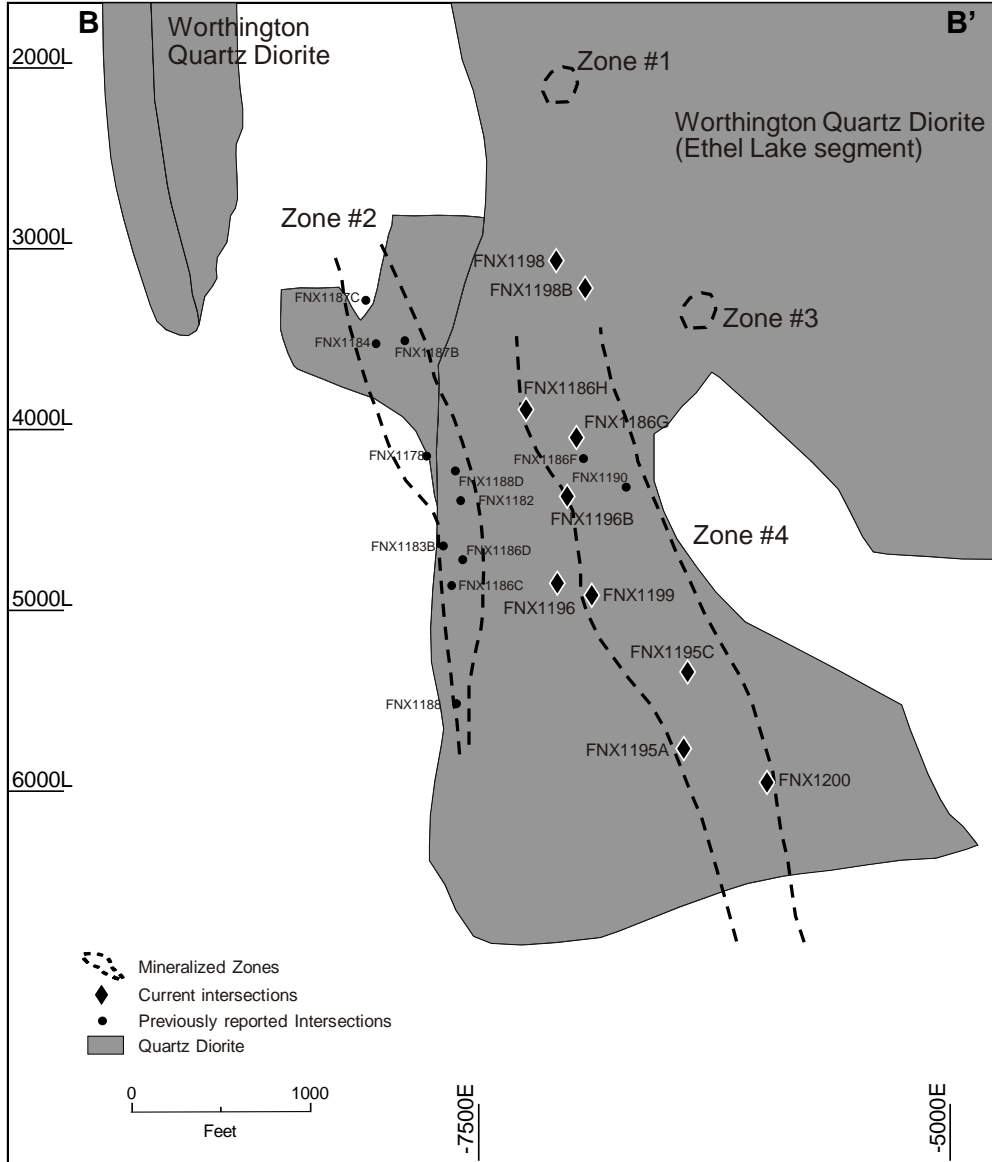 B
B’
Worthington
Quartz Diorite
2000L
Zone #1
Worthington Quartz Diorite
(Ethel Lake segment)
Zone #2
3000L
FNX1198
FNX1198B
FNX1187C
Zone #3
FNX1184
FNX1187B
FNX1186H
4000L
FNX1186G
FNX1178
FNX1186F
FNX1188D
FNX1190
FNX1182
FNX1196B
Zone #4
FNX1183B
FNX1186D
FNX1186C
FNX1199
5000L
FNX1196
FNX1195C
FNX1188
FNX1195A
6000L
FNX1200
Mineralized Zones
Current intersections
Previously reported Intersections
Quartz Diorite
0
1000
Feet
-7500E
-5000E